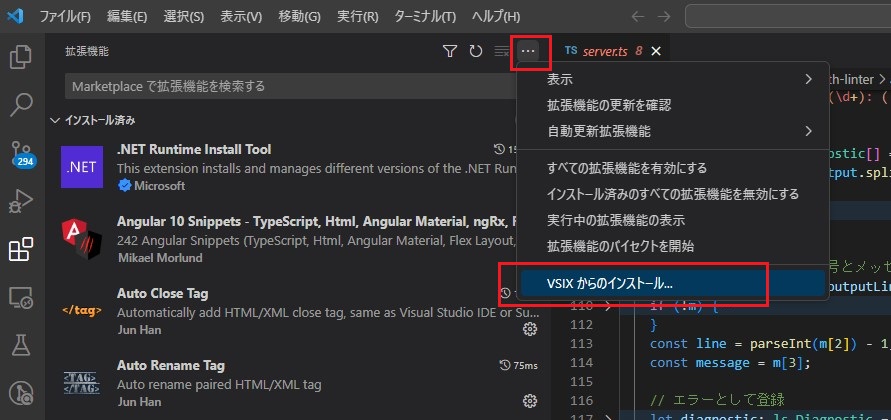 ファイル(F) 編集(E) 選択(S) 表示(V) 移動(G) 実行(R) ターミナル(T) ヘルプ(H)
拡張機能
TS server.ts 8
Marketplace で拡張機能を検索する
インストール済み
.NET
.NET Runtime Install Tool
This extension installs and manages different versions of the .NET Run
Microsoft
294
Angular 10 Snippets - TypeScript, Html, Angular Material, ngRx,
242 Angular Snippets (TypeScript, Html, Angular Material, Flex Layout,
Mikael Morlund
</tag>
Auto Close Tag
Automatically add HTML/XML close tag, same as Visual Studio IDE or Su...
Jun Han
<TAG>
</TAG>
Auto Rename Tag
75ms
Auto rename paired HTML/XML tag
Jun Han
表示
拡張機能の更新を確認
自動更新拡張機能
すべての拡張機能を有効にする
インストール済みのすべての拡張機能を無効にする
実行中の拡張機能の表示
拡張機能のバイセクトを開始
VSIX からのインストール...
th-linter
(\d+): (
ostic[] =
tput.spl
号とメッセ
outputLin
110 if (!m) {
112 }
113 const line = parseInt(m[2]) - 1
114 const message = m[3];
115
116 // エラーとして登録
117 let diagnostic: ls.Diagnostic =